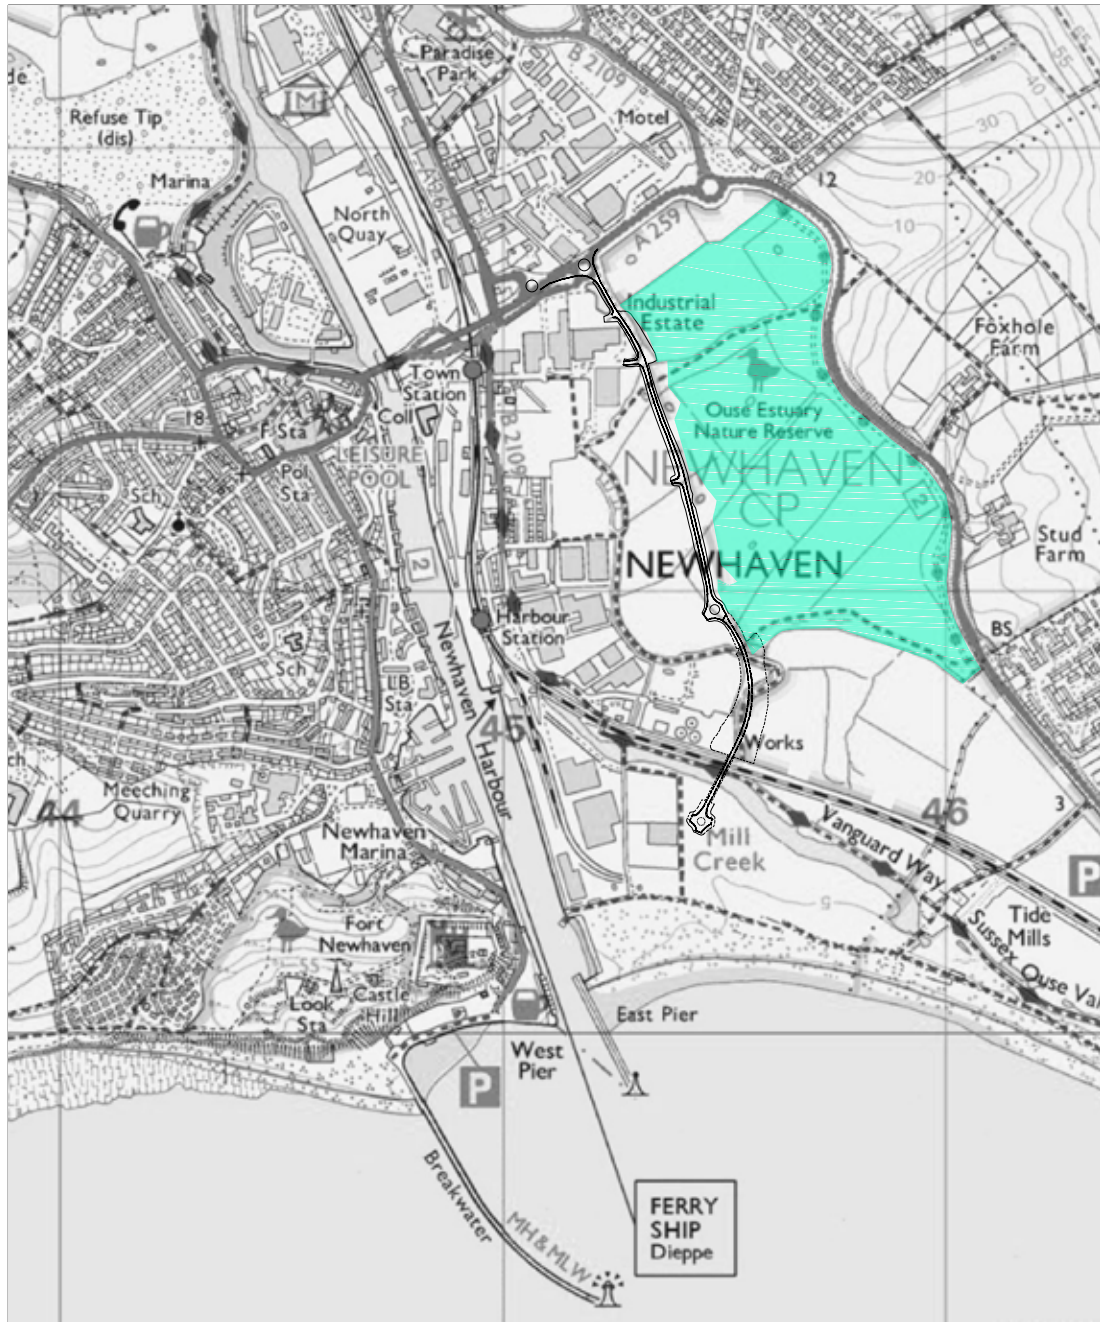 Paradise
Park
B 2109
Refuse Tip
(dis)
M
Motel
12
30
40
55
65
20
10
Marina
North
Quay
A 259
Industrial
Estate
Foxhole
Farm
Town
Station
Coll
18
F Sta
LEISURE
POOL
B 2109
Ouse Estuary
Nature Reserve
NEWHAVEN
CP
2
Pol
Sta
Sch
Stud
Farm
2
NEWHAVEN
Harbour
Station
BS
Sch
LB
Sta
Newhaven Harbour
45
Works
44
Meeching
Quarry
46
3
Newhaven
Marina
Mill
Creek
Vanguard Way
P
5
Fort
Newhaven
Tide
Mills
Sussex Ouse Val
Look
Sta
Castle
Hill
East Pier
West
Pier
P
Breakwater
MH & MLW
FERRY
SHIP
Dieppe